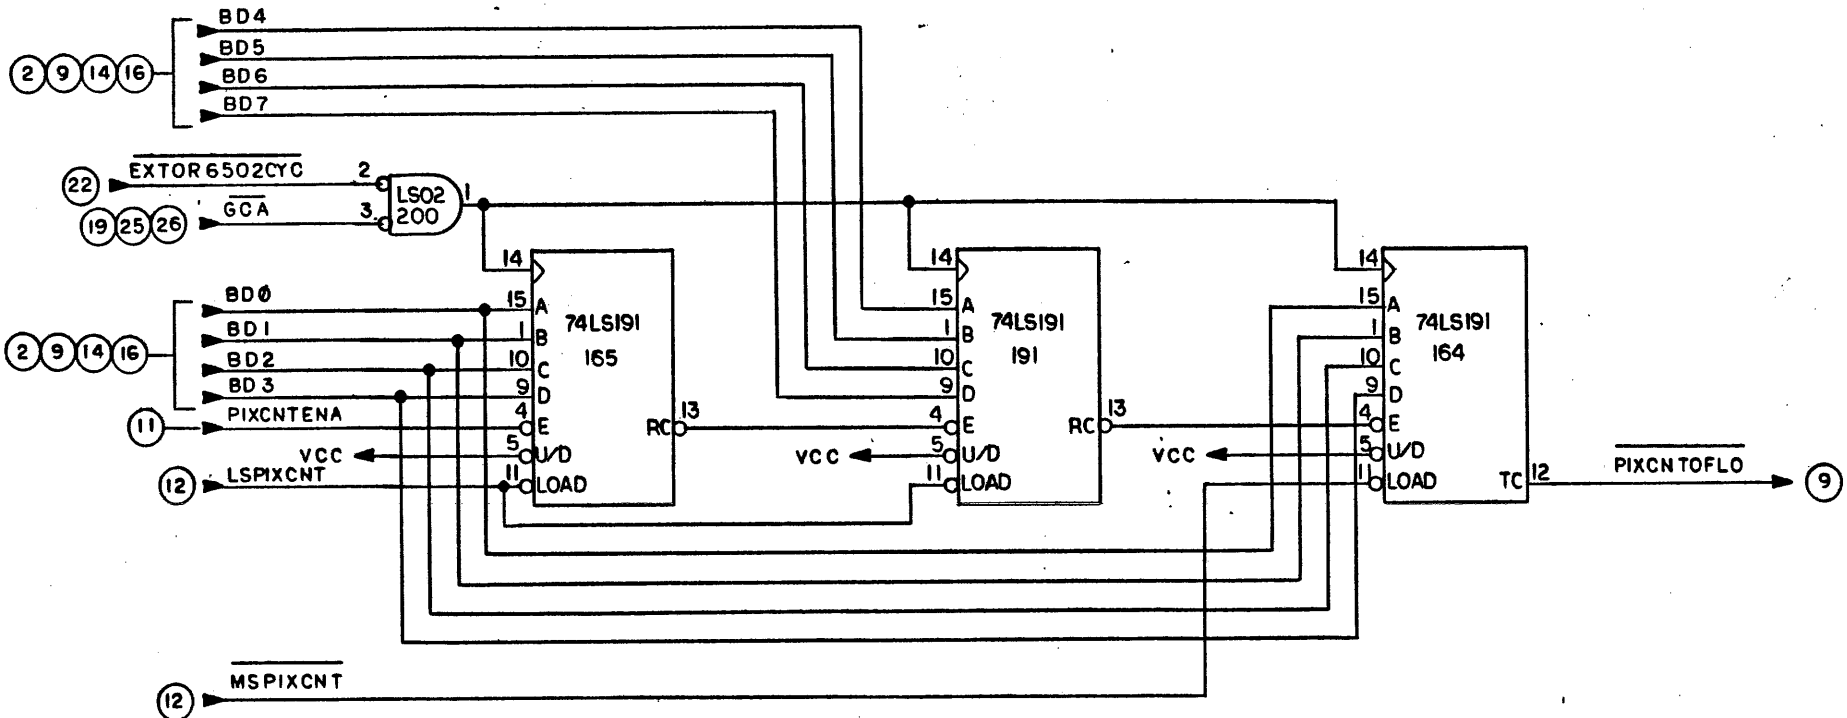 BD4
BD5
BD6
BD7
2 9 14 16
EXTOR6502CYC
22
2
GCA
19 25 26
3
LS02
200
1
BDØ
BD1
BD2
BD3
2 9 14 16
PIXCNTENA
11
VCC
LSPIXCNT
12
MSPIXCNT
12
14
15 A
1 B
10 C
9 D
4 E
5 U/D
11 LOAD
74LS191
165
RC 13
VCC
14
15 A
1 B
10 C
9 D
4 E
5 U/D
11 LOAD
74LS191
191
RC 13
VCC
14
15 A
1 B
10 C
9 D
4 E
5 U/D
11 LOAD
74LS191
164
TC 12
PIXCNTOFLO
9